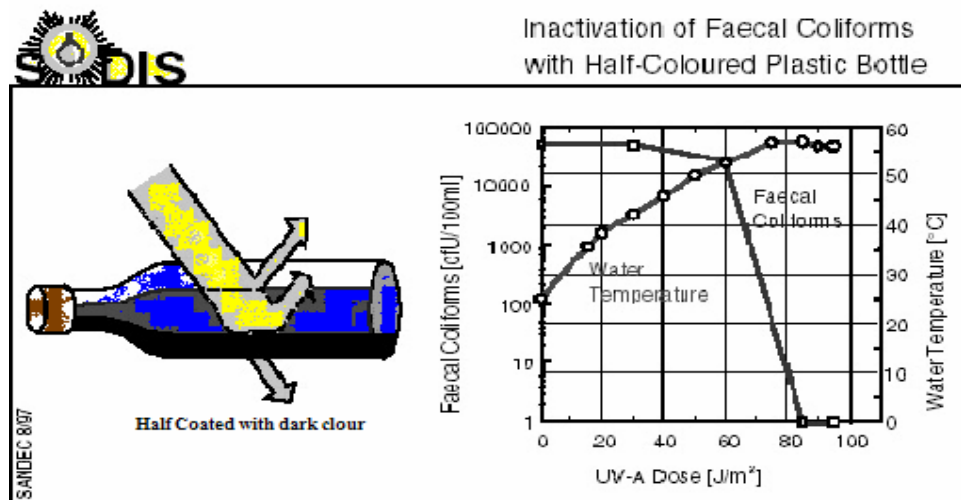 SODIS
Inactivation of Faecal Coliforms
with Half-Coloured Plastic Bottle
Half Coated with dark clour
SANDEC 8/97
Faecal Coliforms [cfU/100ml]
100000
10000
1000
100
10
1
Water
Temperature
Faecal
Coliforms
0
20
40
60
80
100
UV-A Dose [J/m²]
60
50
40
30
20
10
0
Water Temperature [°C]